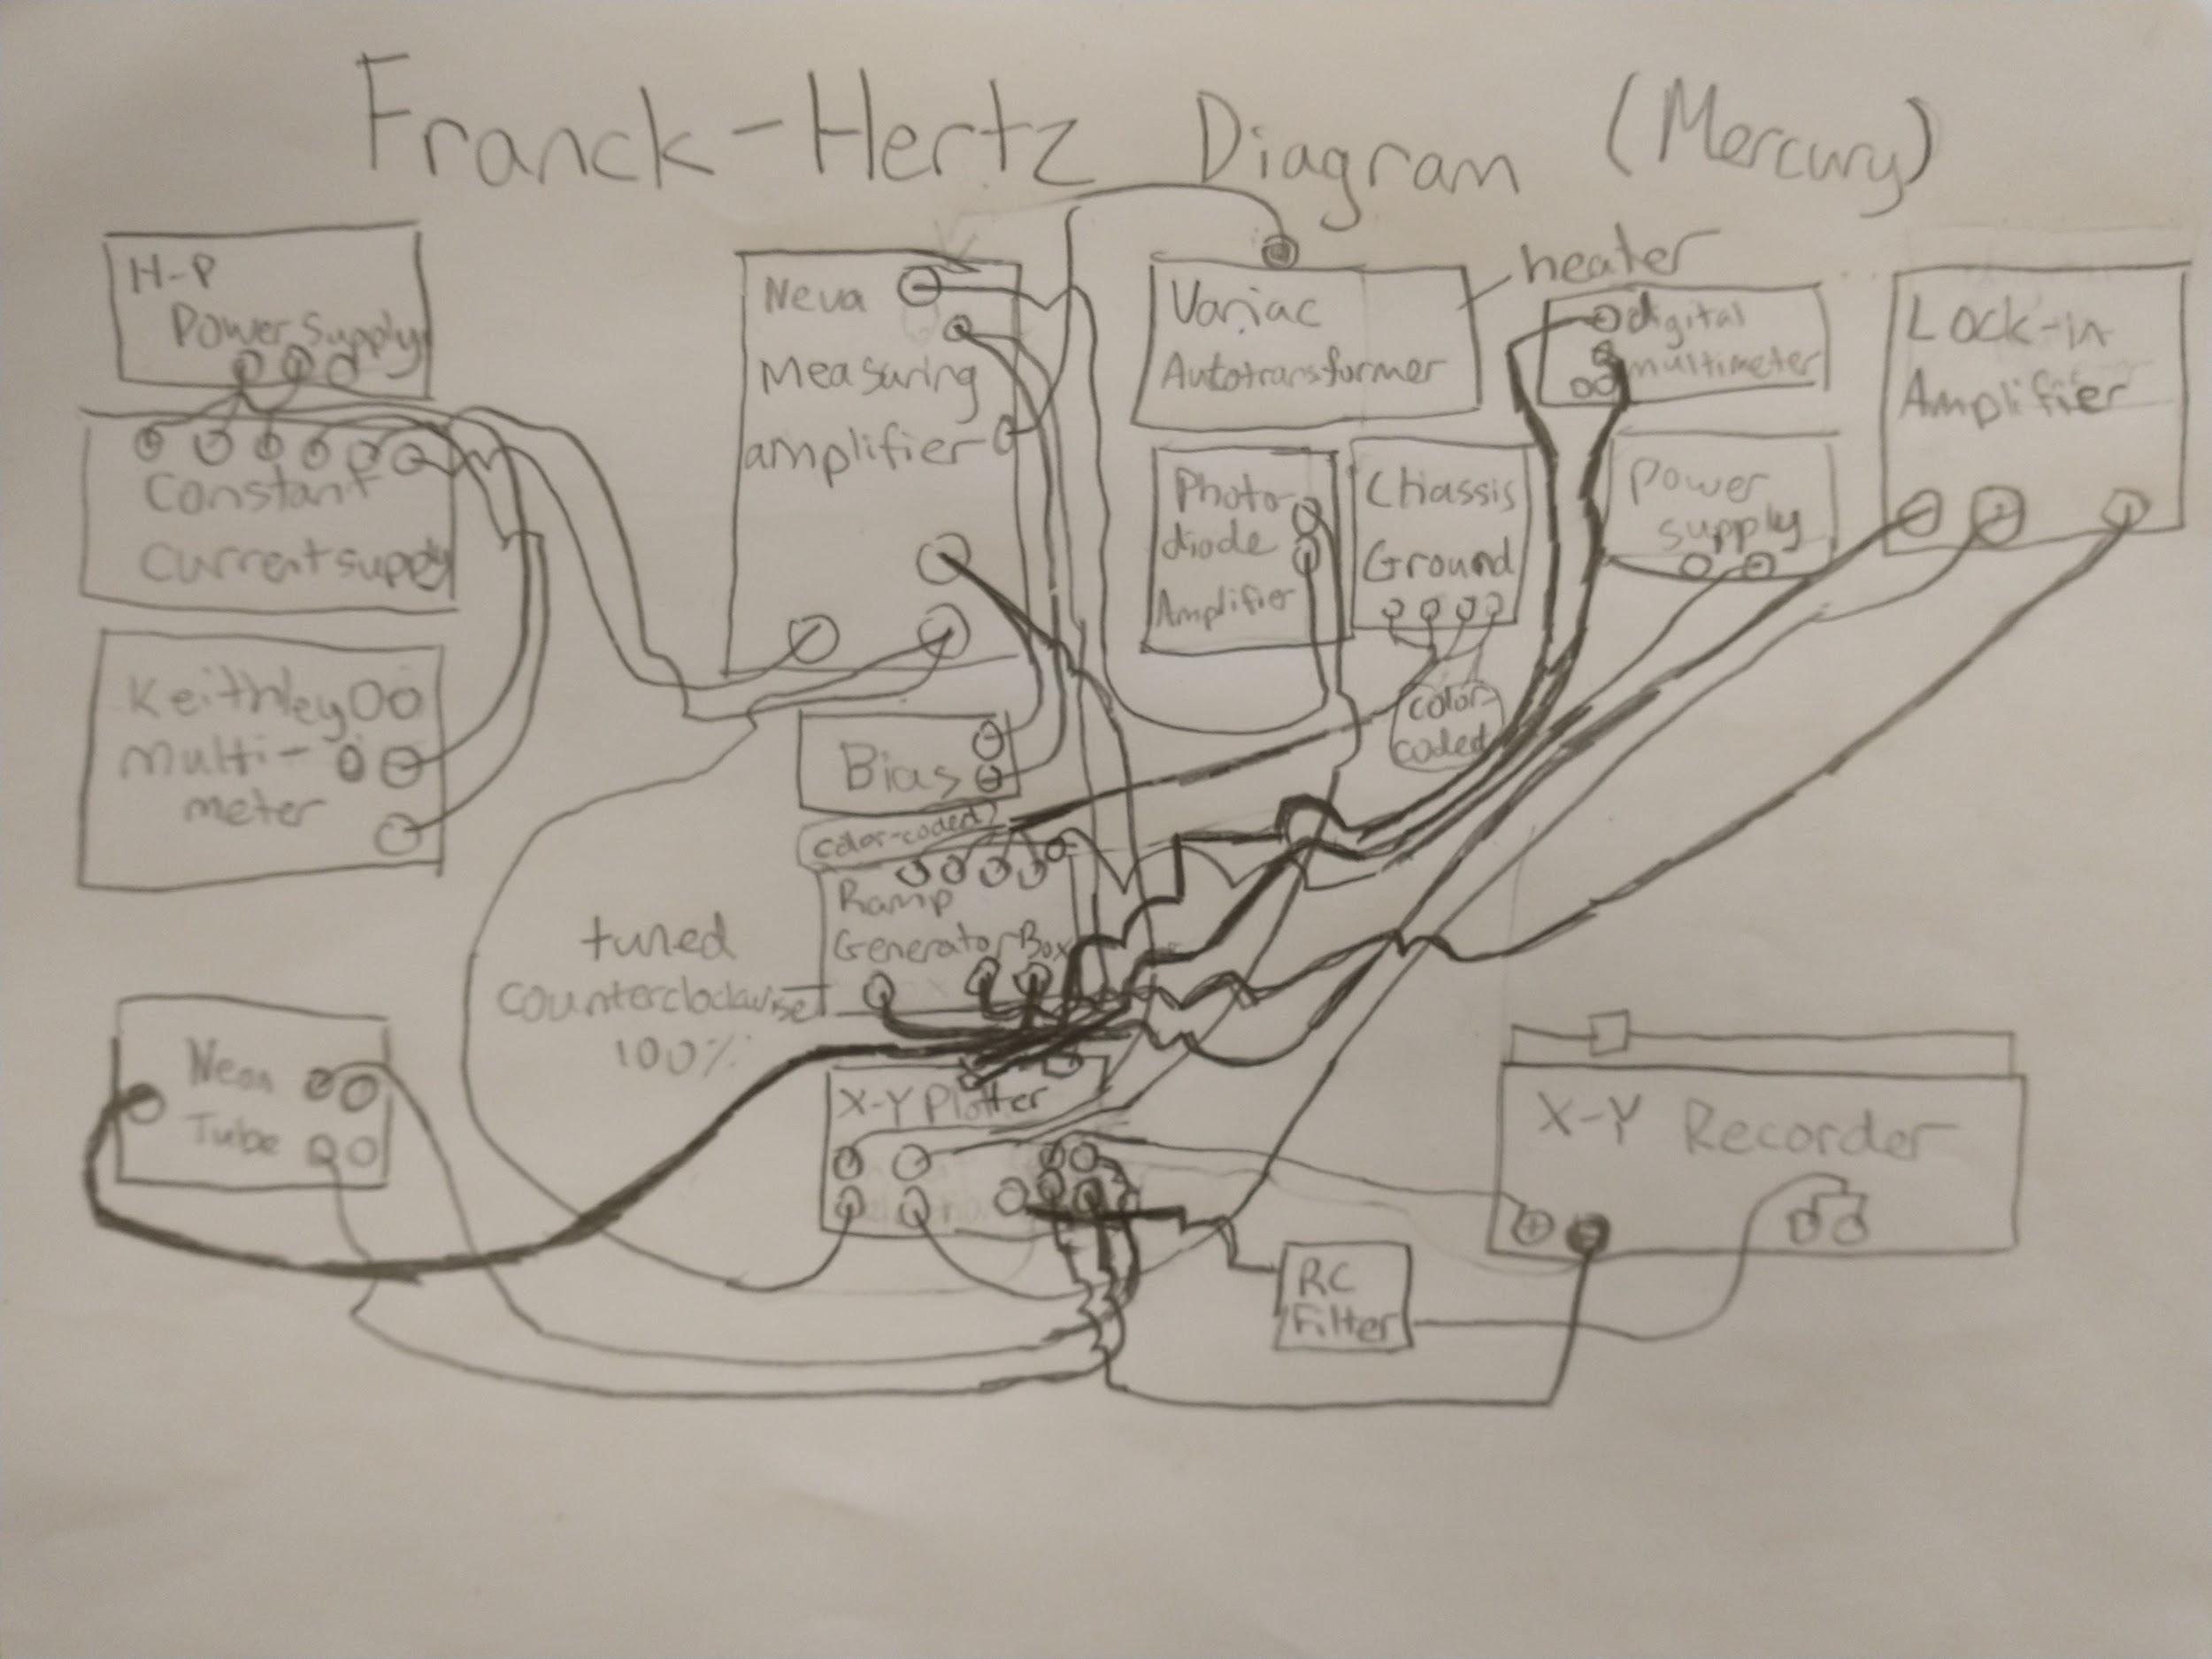 Franck-Hertz Diagram (Mercury)
H-P
Power Supply
Constant
Current supply
Keithley
Multi-
meter
Neva
Measuring
amplifier
Variac
Autotransformer
heater
digital
multimeter
Lock-in
Amplifier
Photo
diode
Amplifier
Chassis
Ground
color-
coded
Power
supply
Bias
color-coded
Ramp
Generator Box
tuned
counterclockwise
100%
Neon
Tube
X-Y Plotter
X-Y Recorder
+
RC
Filter